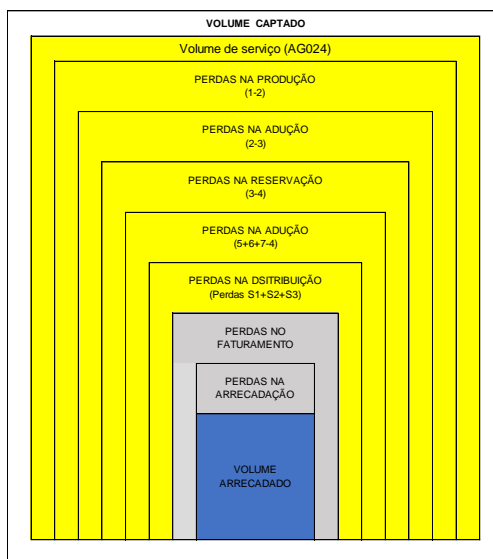 VOLUME CAPTADO
Volume de serviço (AG024)
PERDAS NA PRODUÇÃO
(1-2)
PERDAS NA ADUÇÃO
(2-3)
PERDAS NA RESERVAÇÃO
(3-4)
PERDAS NA ADUÇÃO
(5+6+7-4)
PERDAS NA DSITRIBUIÇÃO
(Perdas S1+S2+S3)
PERDAS NO
FATURAMENTO
PERDAS NA
ARRECADAÇÃO
VOLUME
ARRECADADO